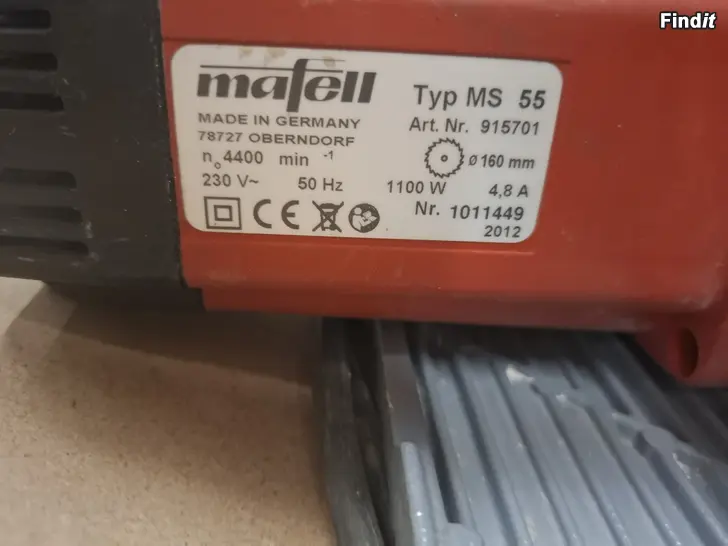 Findit
mafell
Typ MS 55
MADE IN GERMANY
78727 OBERNDORF
Art. Nr. 915701
n₀ 4400 min -1
ø 160 mm
230 V~ 50 Hz 1100 W 4,8 A
CE
Nr. 1011449
2012